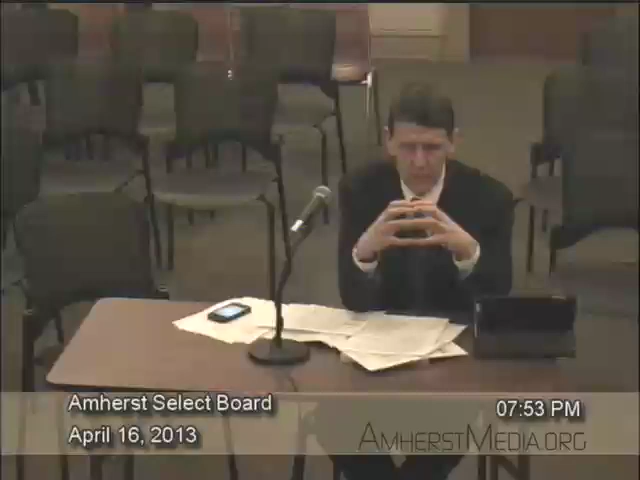 Amherst Select Board
07:53 PM
April 16, 2013
AMHERSTMEDIA.ORG